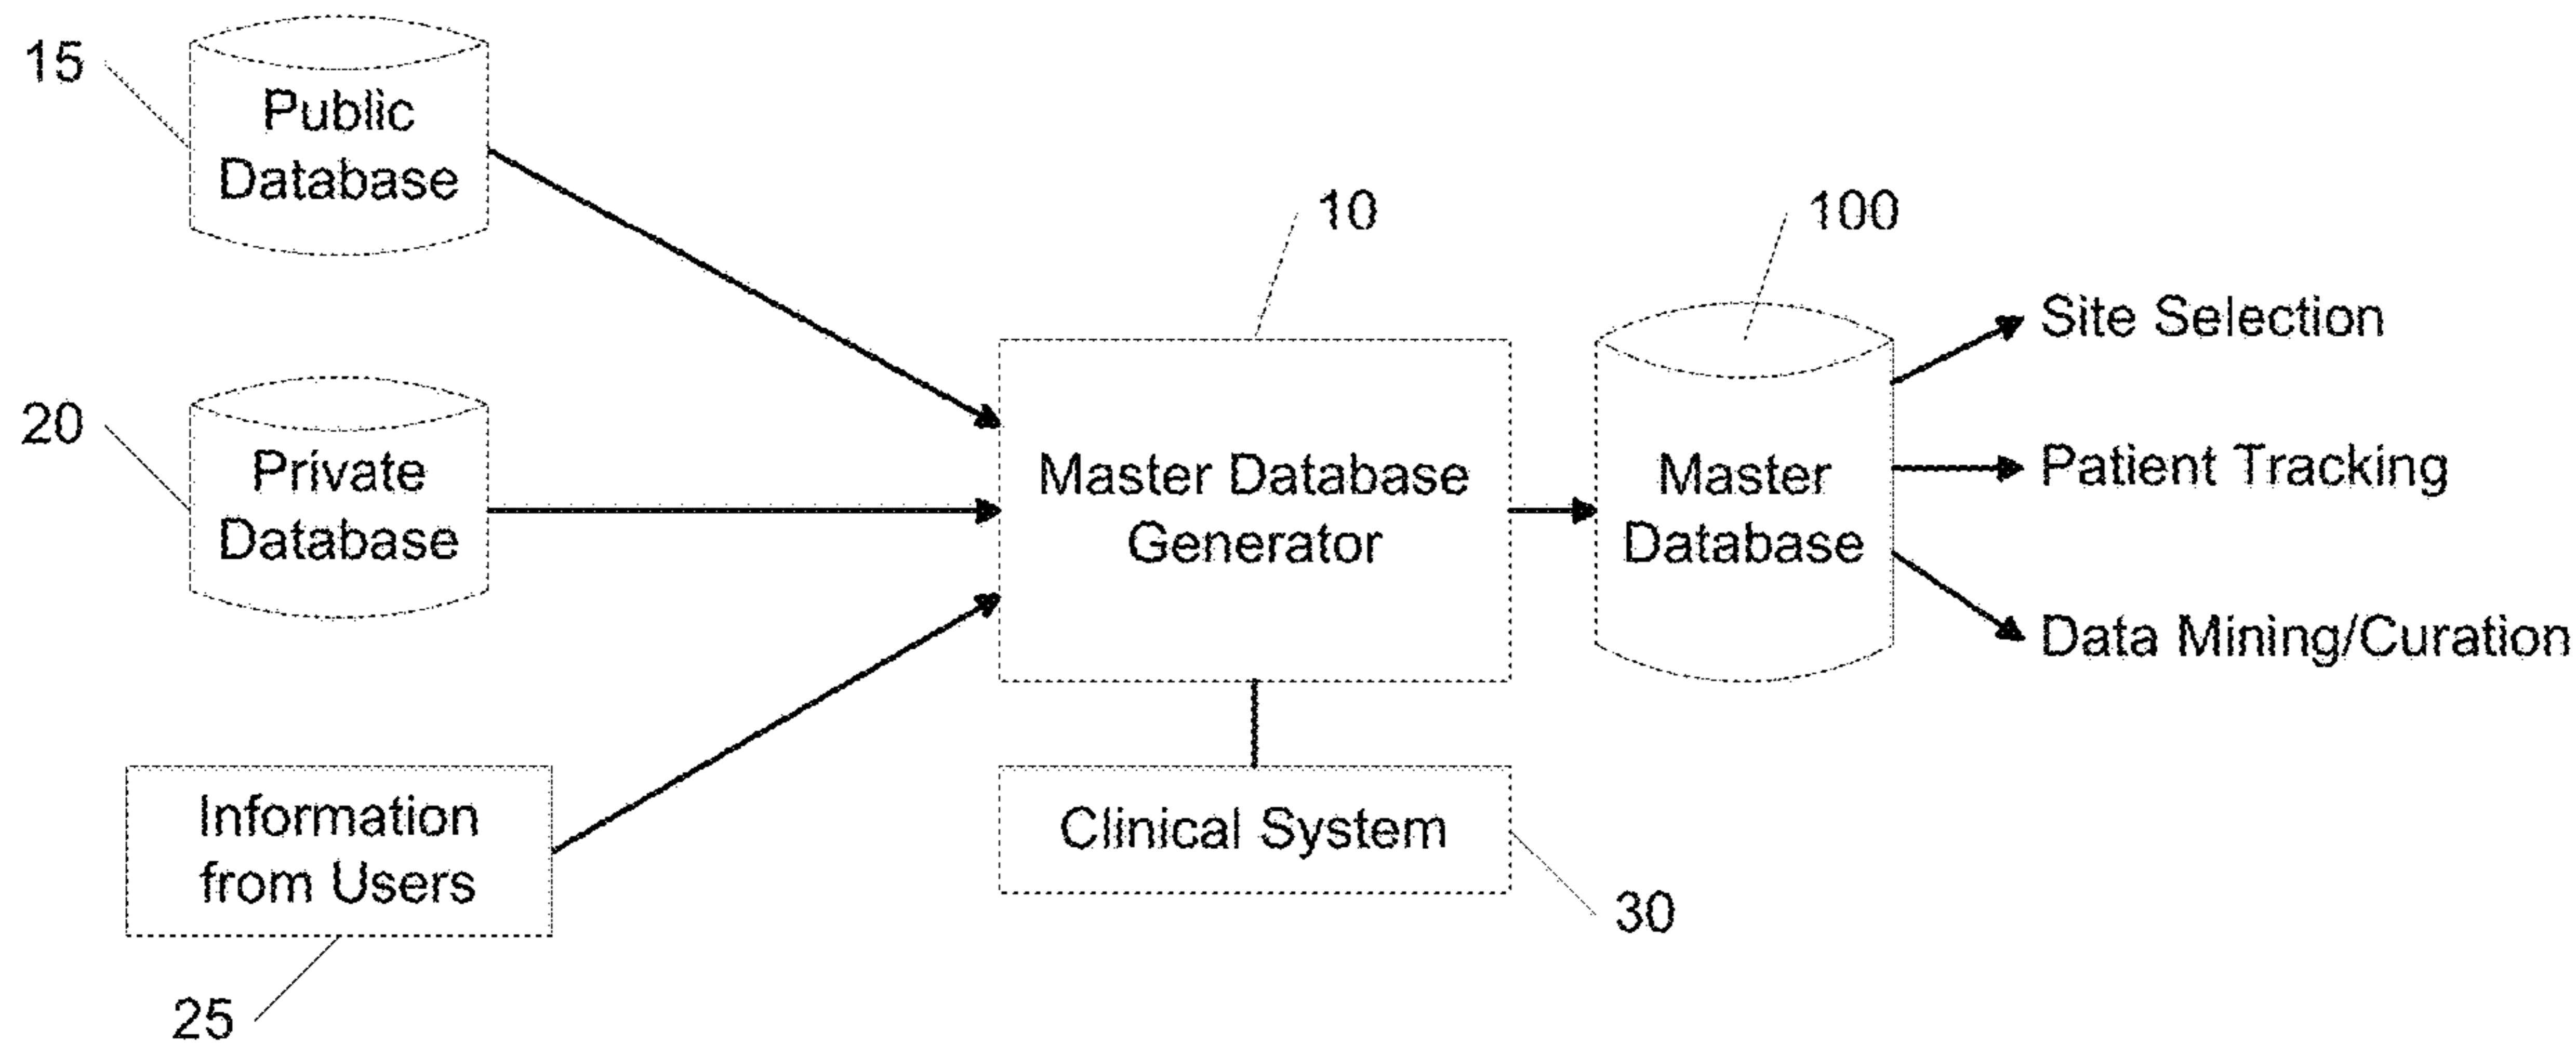 15
Public
Database
10
100
Site Selection
20
Private
Database
Master Database
Generator
Master
Database
Patient Tracking
Data Mining/Curation
Information
from Users
Clinical System
30
25